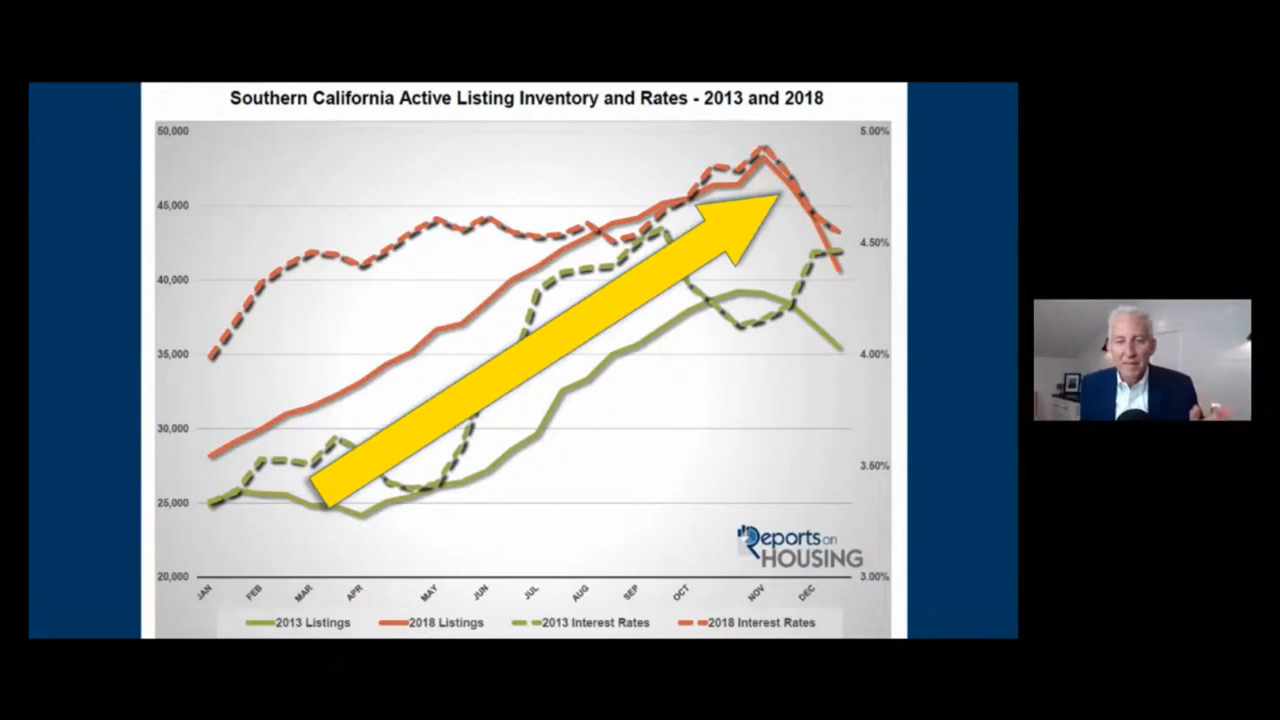 Southern California Active Listing Inventory and Rates - 2013 and 2018
50,000
45,000
40,000
35,000
30,000
25,000
20,000
5.00%
4.50%
4.00%
3.50%
3.00%
JAN FEB MAR APR MAY JUN JUL AUG SEP OCT NOV DEC
Reports on
HOUSING
2013 Listings 2018 Listings 2013 Interest Rates 2018 Interest Rates